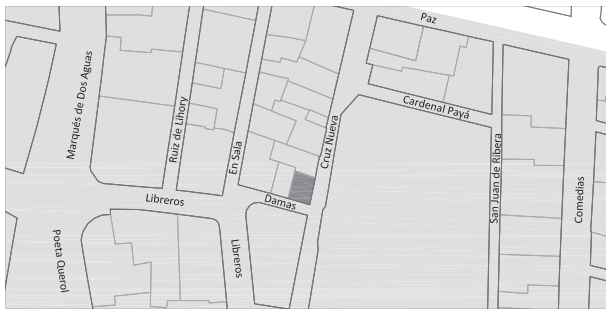 Paz
Marqués de Dos Aguas
Ruiz de Lihory
En Sala
Cruz Nueva
Cardenal Payá
San Juan de Ribera
Comedias
Libreros
Damas
Poeta Querol
Libreros